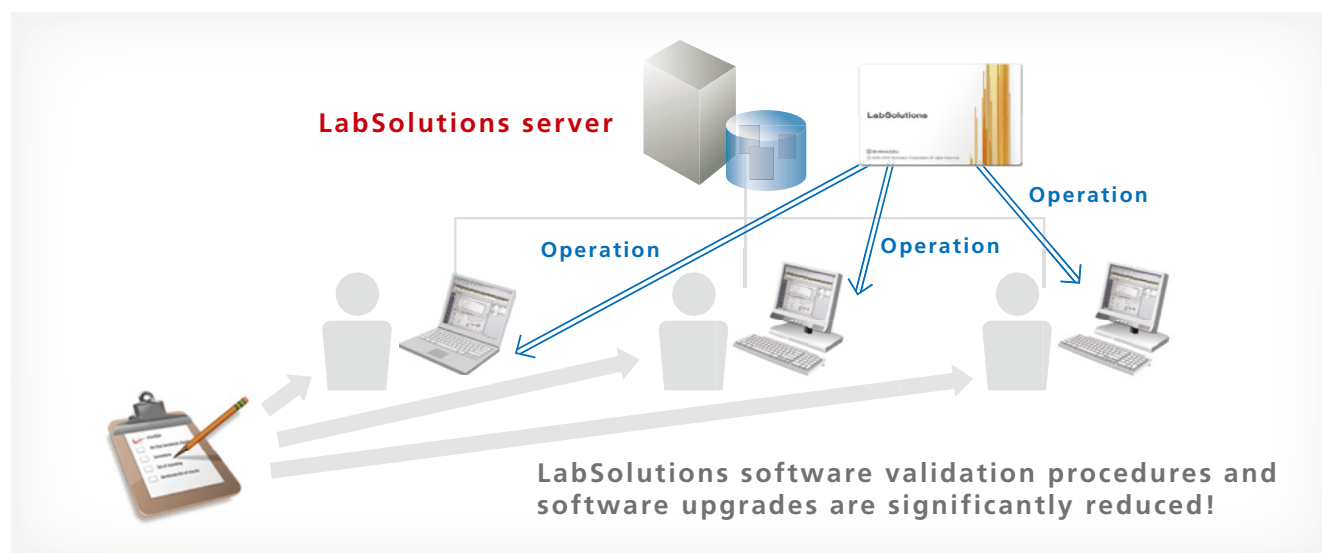 LabSolutions server
LabSolutions
Operation
Operation
Operation
LabSolutions software validation procedures and
software upgrades are significantly reduced!